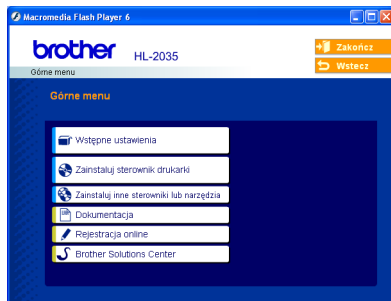 Macromedia Flash Player 6
brother HL-2035
Zakończ
Wstecz
Górne menu
Górne menu
Wstępne ustawienia
Zainstaluj sterownik drukarki
Zainstaluj inne sterowniki lub narzędzia
Dokumentacja
Rejestracja online
Brother Solutions Center